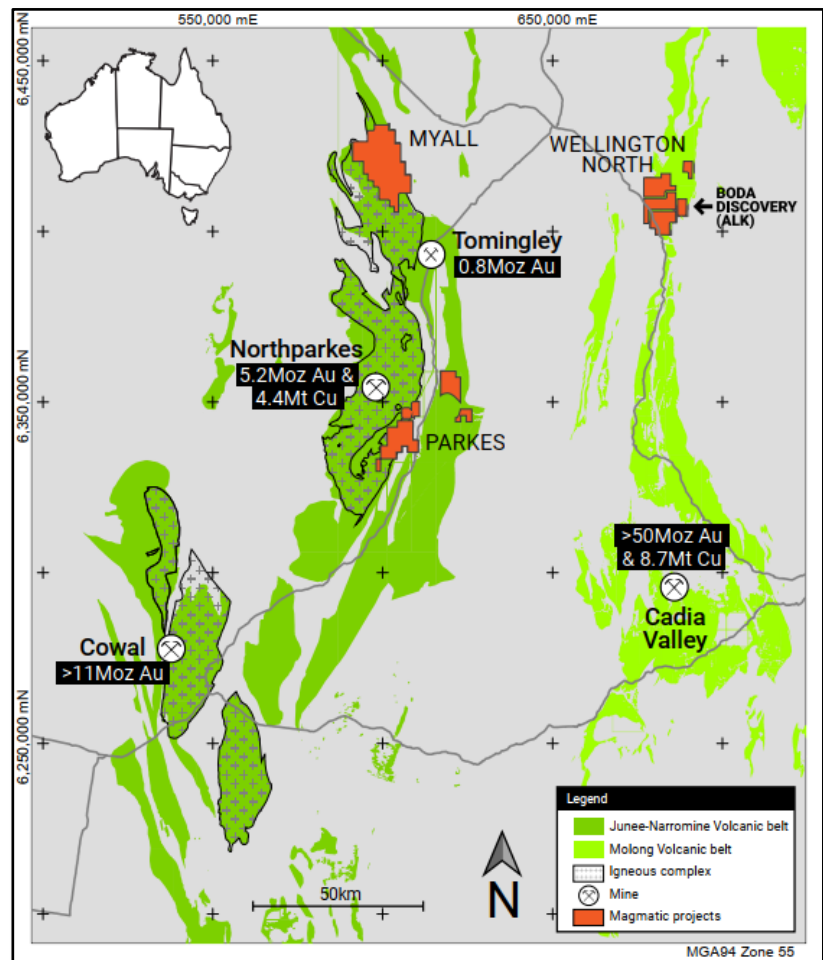 550,000 mE
650,000 mE
6,450,000 mN
MYALL
WELLINGTON
NORTH
BODA
DISCOVERY
(ALK)
Tomingley
0.8Moz Au
Northparkes
5.2Moz Au &
4.4Mt Cu
6,350,000 mN
PARKES
>50Moz Au
& 8.7Mt Cu
Cadia
Valley
Cowal
>11Moz Au
6,250,000 mN
Legend
Junee-Narromine Volcanic belt
Molong Volcanic belt
Igneous complex
Mine
Magmatic projects
50km
N
MGA94 Zone 55